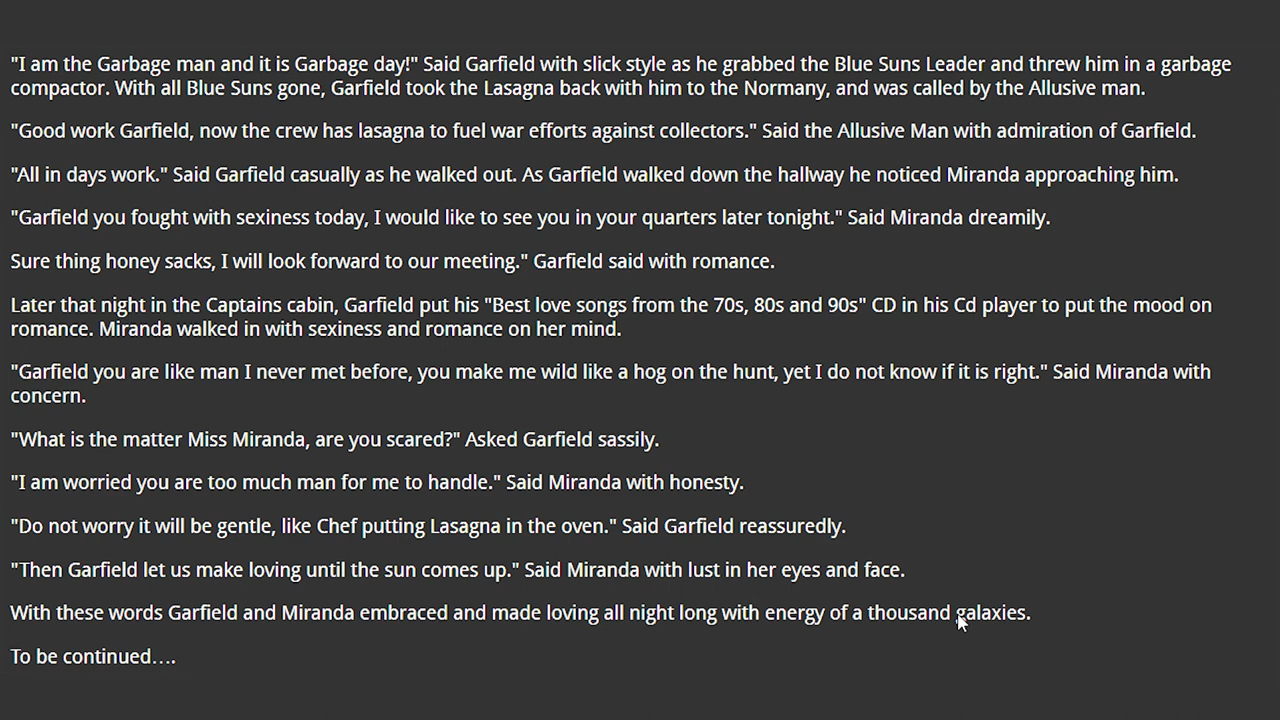 "I am the Garbage man and it is Garbage day!" Said Garfield with slick style as he grabbed the Blue Suns Leader and threw him in a garbage
compactor. With all Blue Suns gone, Garfield took the Lasagna back with him to the Normany, and was called by the Allusive man.
"Good work Garfield, now the crew has lasagna to fuel war efforts against collectors." Said the Allusive Man with admiration of Garfield.
"All in days work." Said Garfield casually as he walked out. As Garfield walked down the hallway he noticed Miranda approaching him.
"Garfield you fought with sexiness today, I would like to see you in your quarters later tonight." Said Miranda dreamily.
Sure thing honey sacks, I will look forward to our meeting." Garfield said with romance.
Later that night in the Captains cabin, Garfield put his "Best love songs from the 70s, 80s and 90s" CD in his Cd player to put the mood on
romance. Miranda walked in with sexiness and romance on her mind.
"Garfield you are like man I never met before, you make me wild like a hog on the hunt, yet I do not know if it is right." Said Miranda with
concern.
"What is the matter Miss Miranda, are you scared?" Asked Garfield sassily.
"I am worried you are too much man for me to handle." Said Miranda with honesty.
"Do not worry it will be gentle, like Chef putting Lasagna in the oven." Said Garfield reassuredly.
"Then Garfield let us make loving until the sun comes up." Said Miranda with lust in her eyes and face.
With these words Garfield and Miranda embraced and made loving all night long with energy of a thousand galaxies.
To be continued….